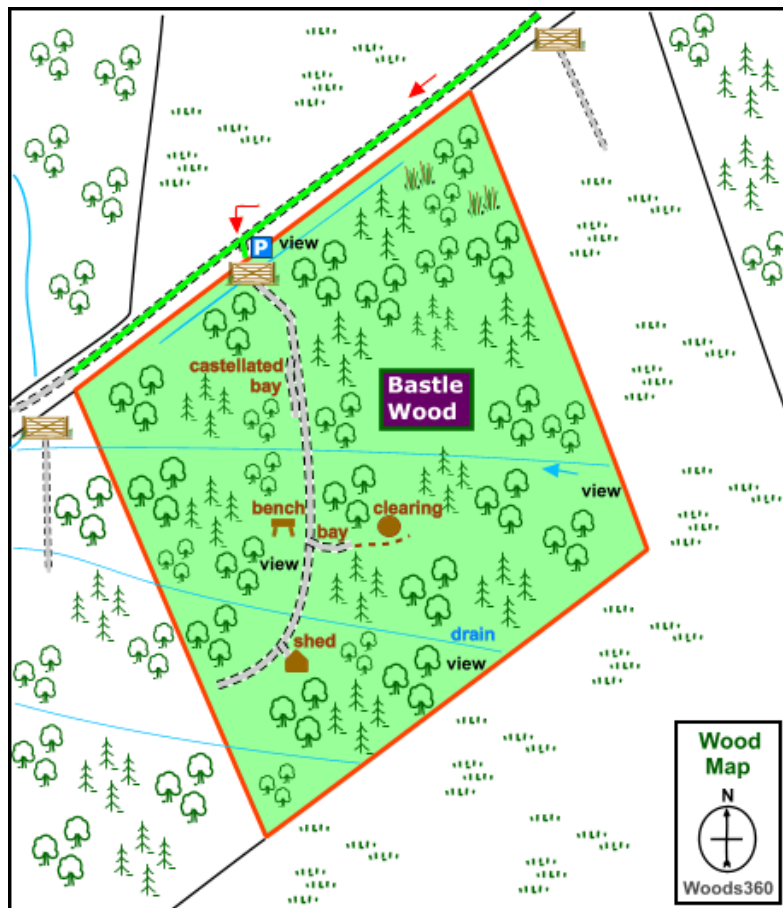 P
view
castellated
bay
Bastle
Wood
view
bench
clearing
bay
view
drain
shed
view
Wood
Map
N
Woods360